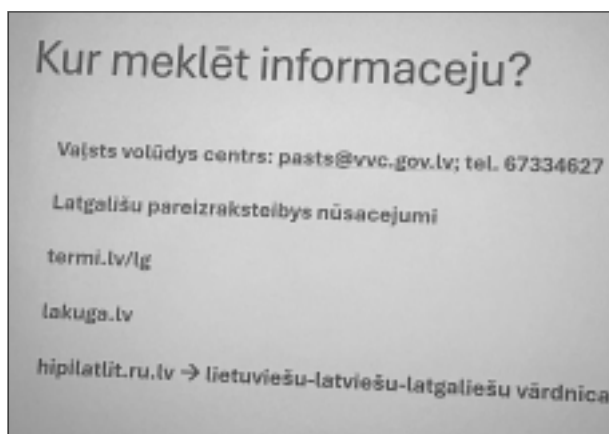 Kur meklēt informaceju?
Vaļsts volūdys centrs: pasts@vvc.gov.lv; tel. 67334627
Latgalīšu pareizraksteibys nūsacejumi
termi.lv/lg
lakuga.lv
hipilatlit.ru.lv → lietuviešu-latviešu-latgaliešu vārdnīca